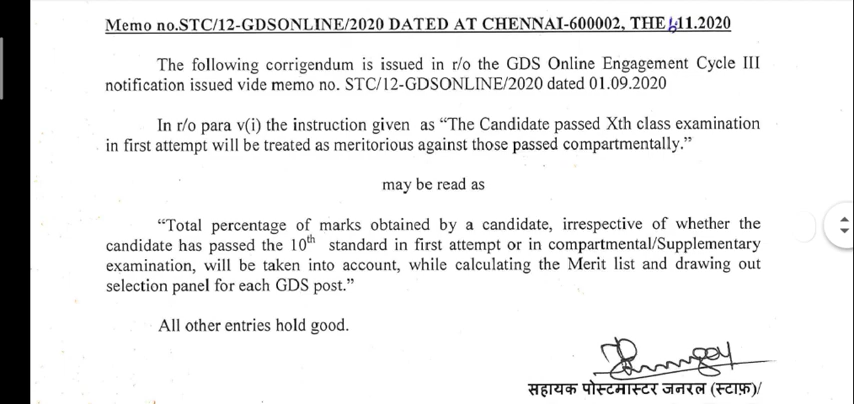 Memo no.STC/12-GDSONLINE/2020 DATED AT CHENNAI-600002, THE 11.2020
The following corrigendum is issued in r/o the GDS Online Engagement Cycle III
notification issued vide memo no. STC/12-GDSONLINE/2020 dated 01.09.2020
In r/o para v(i) the instruction given as “The Candidate passed Xth class examination
in first attempt will be treated as meritorious against those passed compartmentally.”
may be read as
“Total percentage of marks obtained by a candidate, irrespective of whether the
candidate has passed the 10th standard in first attempt or in compartmental/Supplementary
examination, will be taken into account, while calculating the Merit list and drawing out
selection panel for each GDS post.”
All other entries hold good.
सहायक पोस्टमास्टर जनरल (स्टाफ़)/